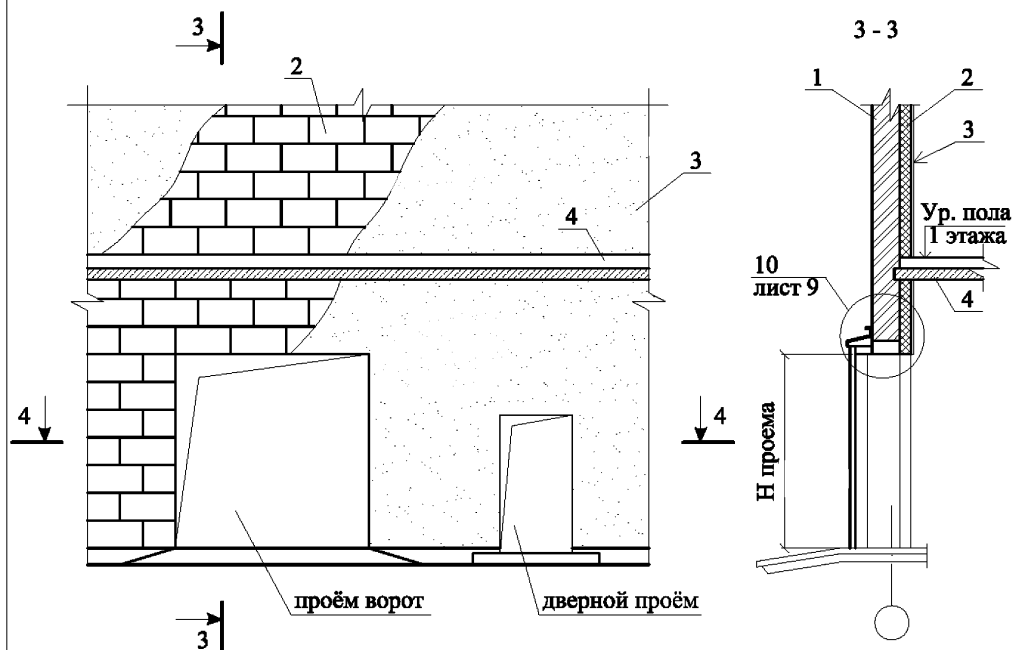 3
2
3
4
4
4
проём ворот
дверной проём
3
3 - 3
1
2
3
Ур. пола
1 этажа
10
лист 9
4
Н проема